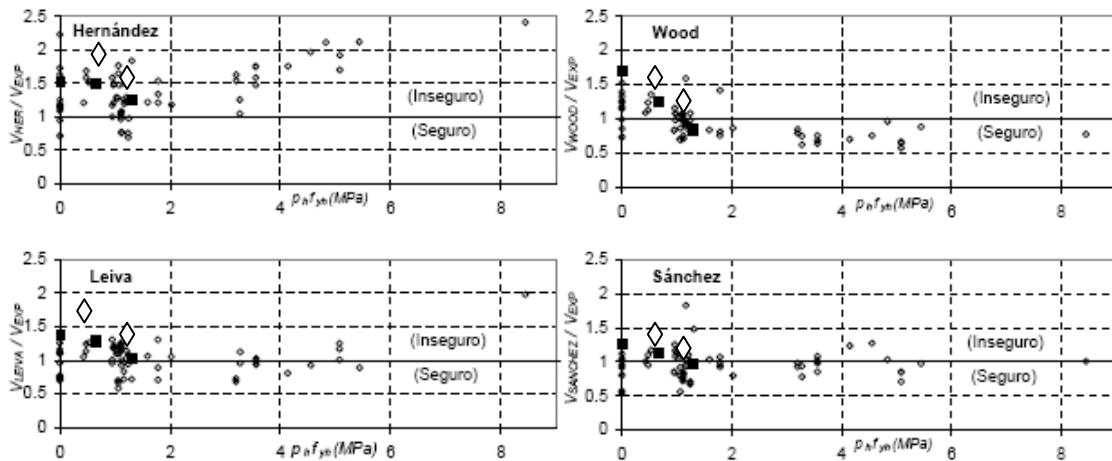 2.5
Hernández
2
1.5
(Inseguro)
1
(Seguro)
0.5
0
0 2 4 6 8
p_h f_yh (MPa)
V_NER / V_EXP
2.5
Wood
2
1.5
(Inseguro)
1
(Seguro)
0.5
0
0 2 4 6 8
p_h f_yh (MPa)
V_WOOD / V_EXP
2.5
Leiva
2
1.5
(Inseguro)
1
(Seguro)
0.5
0
0 2 4 6 8
p_h f_yh (MPa)
V_LEIVA / V_EXP
2.5
Sánchez
2
1.5
(Inseguro)
1
(Seguro)
0.5
0
0 2 4 6 8
p_h f_yh (MPa)
V_SANCHEZ / V_EXP